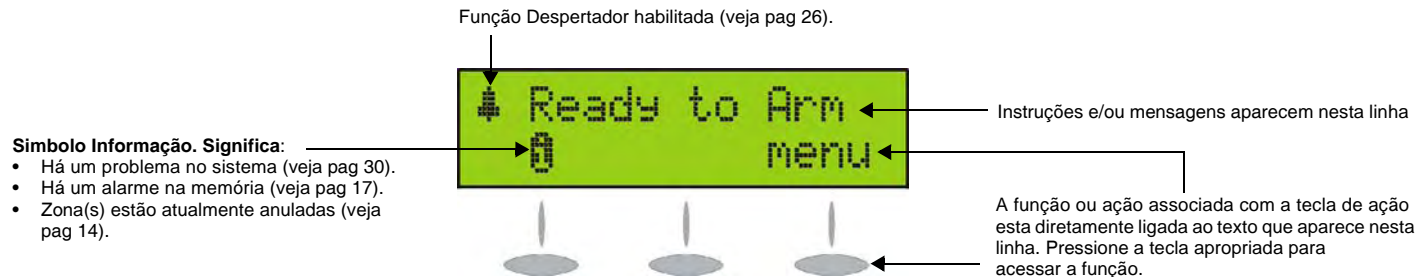 Função Despertador habilitada (veja pag 26).
Ready to Arm
menu
Instruções e/ou mensagens aparecem nesta linha
Simbolo Informação. Significa:
• Há um problema no sistema (veja pag 30).
• Há um alarme na memória (veja pag 17).
• Zona(s) estão atualmente anuladas (veja
pag 14).
A função ou ação associada com a tecla de ação
esta diretamente ligada ao texto que aparece nesta
linha. Pressione a tecla apropriada para
acessar a função.